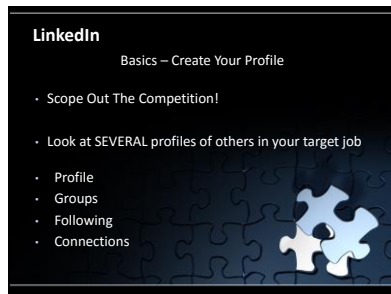 LinkedIn
Basics – Create Your Profile
• Scope Out The Competition!
• Look at SEVERAL profiles of others in your target job
• Profile
• Groups
• Following
• Connections